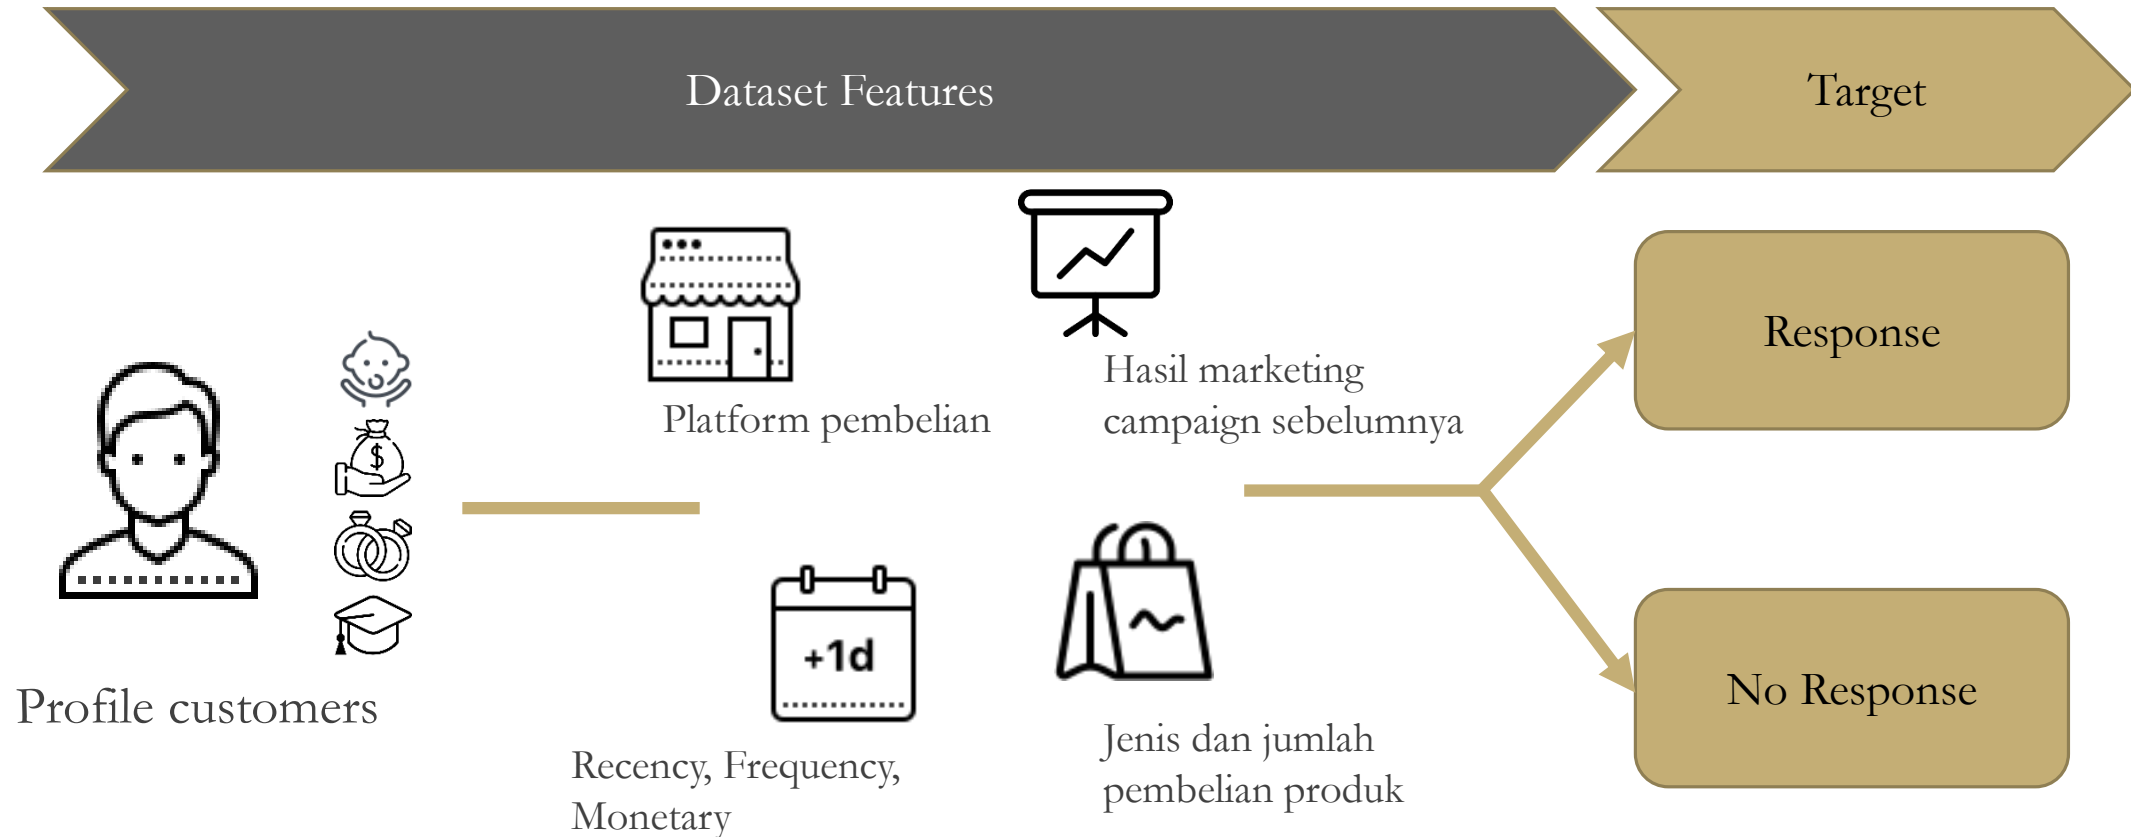 Dataset Features
Target
Platform pembelian
Hasil marketing
campaign sebelumnya
Response
$
+1d
Profile customers
Recency, Frequency,
Monetary
Jenis dan jumlah
pembelian produk
No Response